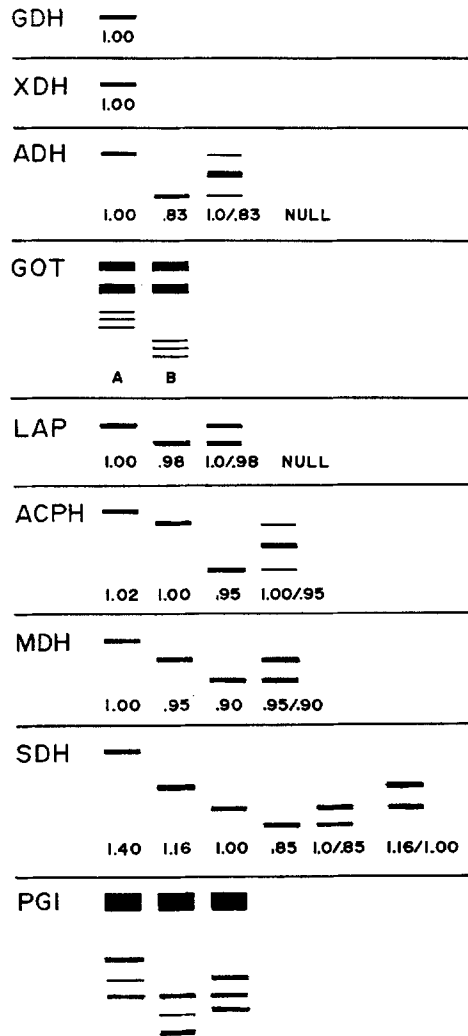 GDH
1.00
XDH
1.00
ADH
1.00 .83 1.0/.83 NULL
GOT
A B
LAP
1.00 .98 1.0/.98 NULL
ACPH
1.02 1.00 .95 1.00/.95
MDH
1.00 .95 .90 .95/.90
SDH
1.40 1.16 1.00 .85 1.0/.85 1.16/1.00
PGI